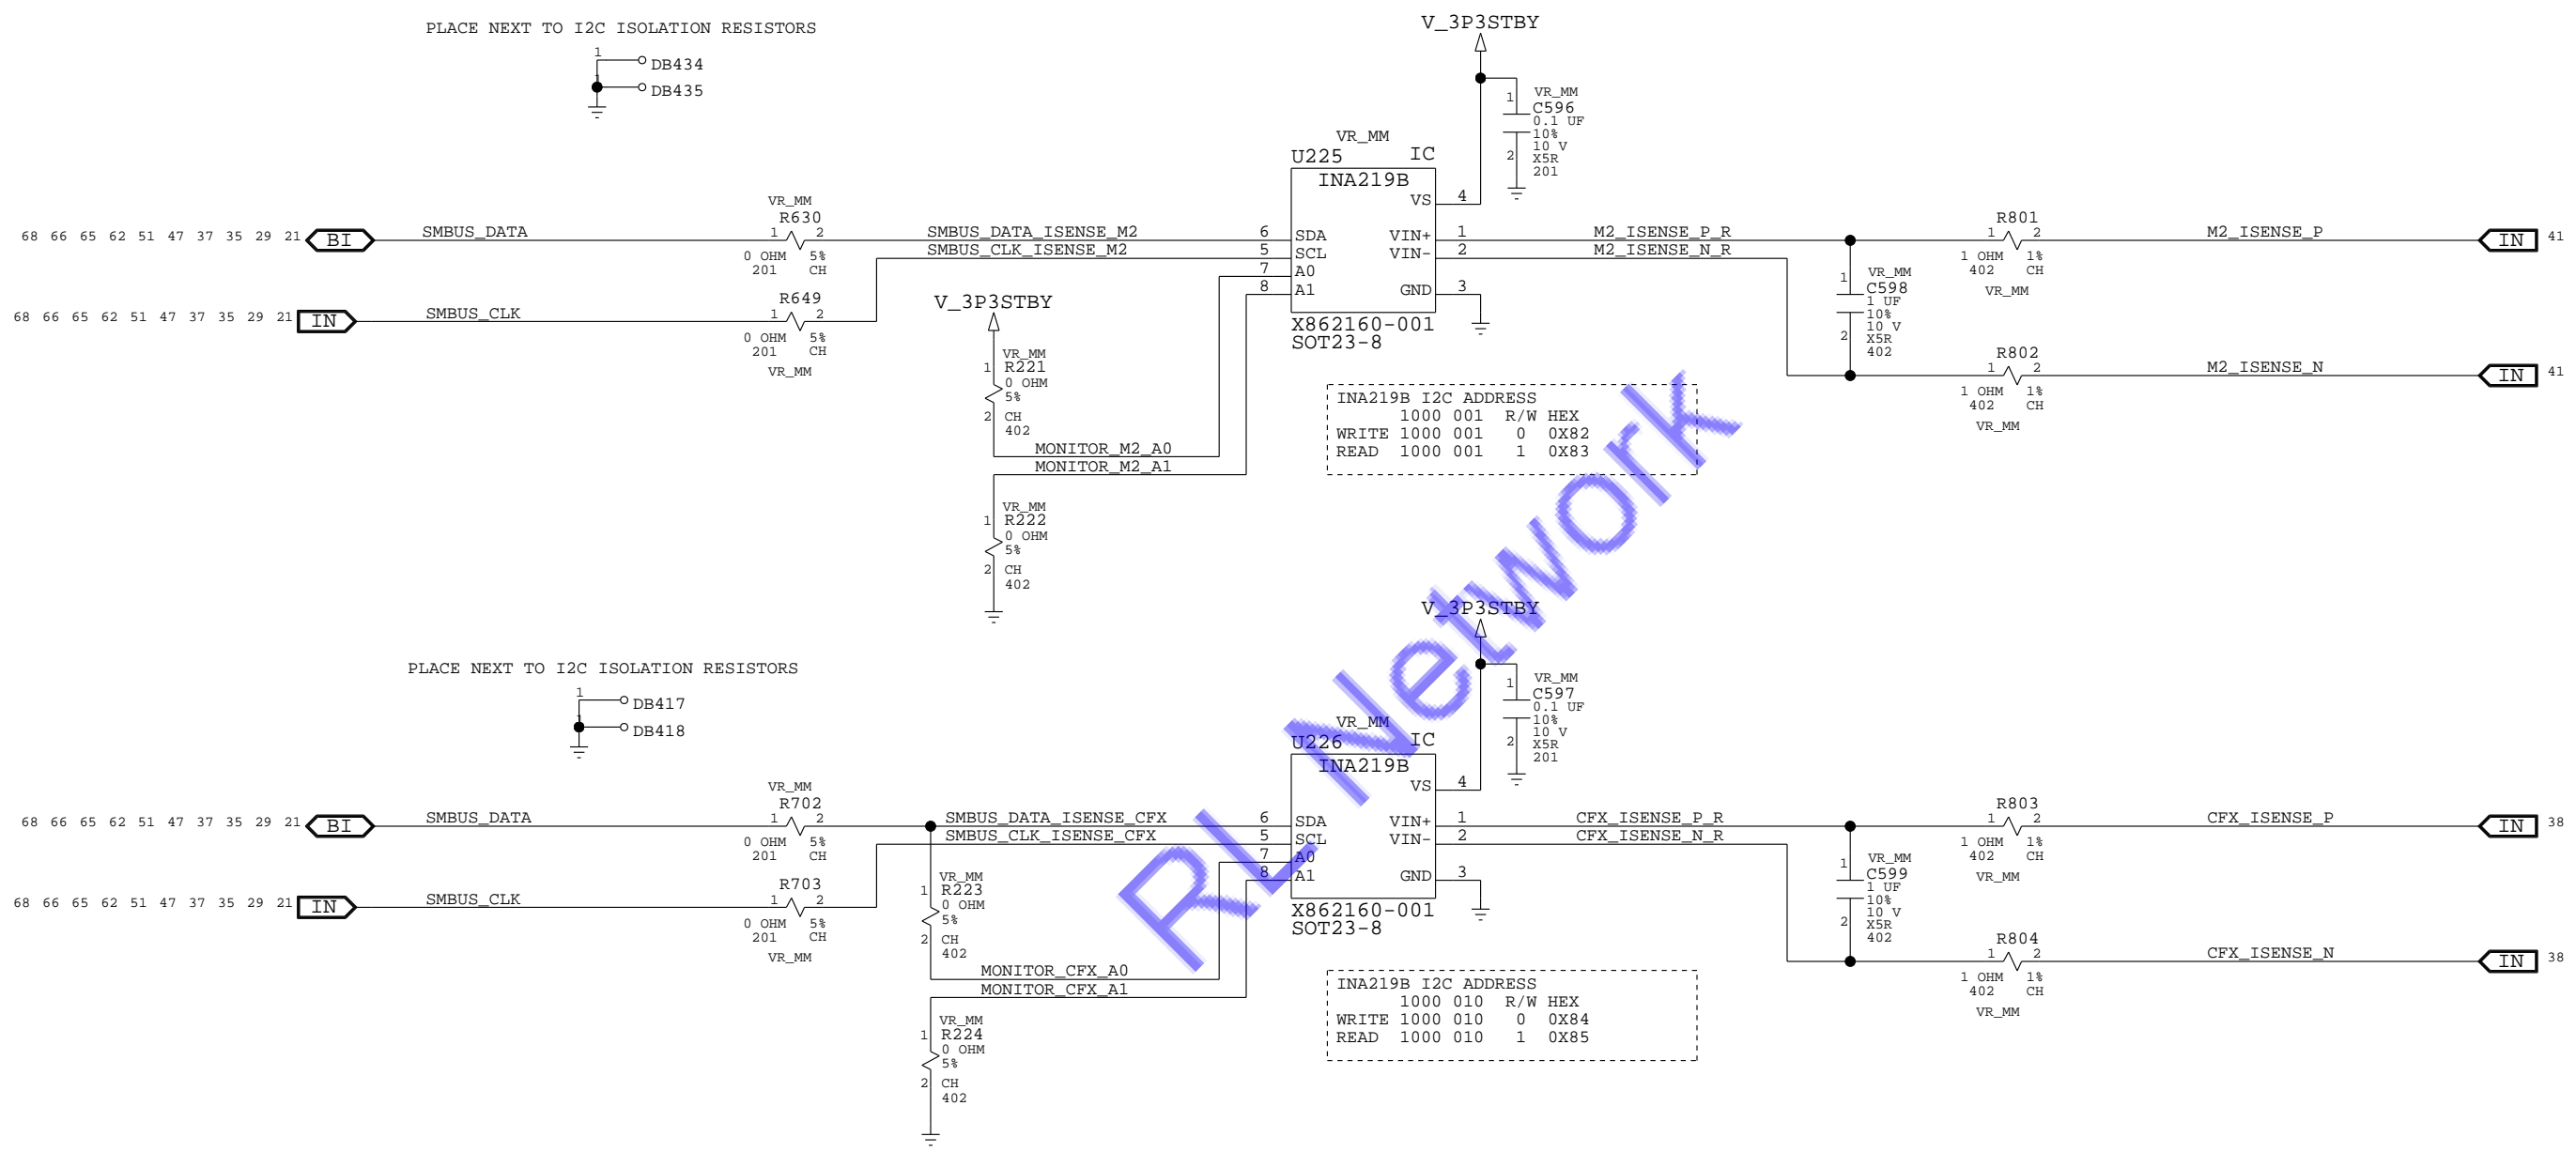 PLACE NEXT TO I2C ISOLATION RESISTORS
1
DB434
1
DB435
V_3P3STBY
VR_MM
1
C596
0.1 UF
10%
10 V
2
X5R
201
VR_MM
U225 IC
INA219B
VS 4
68 66 65 62 51 47 37 35 29 21 BI
SMBUS_DATA
VR_MM
R630
1 2
0 OHM 5%
201 CH
SMBUS_DATA_ISENSE_M2
6 SDA
SMBUS_CLK_ISENSE_M2
5 SCL
7 A0
8 A1
VIN+ 1
M2_ISENSE_P_R
VIN- 2
M2_ISENSE_N_R
GND 3
X862160-001
SOT23-8
68 66 65 62 51 47 37 35 29 21 IN
SMBUS_CLK
R649
1 2
0 OHM 5%
201 CH
VR_MM
V_3P3STBY
VR_MM
1 R221
0 OHM
5%
2 CH
402
MONITOR_M2_A0
MONITOR_M2_A1
VR_MM
1 R222
0 OHM
5%
2 CH
402
R801
1 2
1 OHM 1%
402 CH
VR_MM
M2_ISENSE_P
IN 41
VR_MM
1
C598
1 UF
10%
10 V
2
X5R
402
R802
1 2
1 OHM 1%
402 CH
VR_MM
M2_ISENSE_N
IN 41
INA219B I2C ADDRESS
1000 001 R/W HEX
WRITE 1000 001 0 0X82
READ 1000 001 1 0X83
RL Network
PLACE NEXT TO I2C ISOLATION RESISTORS
1
DB417
1
DB418
V_3P3STBY
VR_MM
1
C597
0.1 UF
10%
10 V
2
X5R
201
VR_MM
U226 IC
INA219B
VS 4
68 66 65 62 51 47 37 35 29 21 BI
SMBUS_DATA
VR_MM
R702
1 2
0 OHM 5%
201 CH
SMBUS_DATA_ISENSE_CFX
6 SDA
SMBUS_CLK_ISENSE_CFX
5 SCL
7 A0
8 A1
VIN+ 1
CFX_ISENSE_P_R
VIN- 2
CFX_ISENSE_N_R
GND 3
X862160-001
SOT23-8
68 66 65 62 51 47 37 35 29 21 IN
SMBUS_CLK
R703
1 2
0 OHM 5%
201 CH
VR_MM
VR_MM
1 R223
0 OHM
5%
2 CH
402
MONITOR_CFX_A0
MONITOR_CFX_A1
VR_MM
1 R224
0 OHM
5%
2 CH
402
R803
1 2
1 OHM 1%
402 CH
VR_MM
CFX_ISENSE_P
IN 38
VR_MM
1
C599
1 UF
10%
10 V
2
X5R
402
R804
1 2
1 OHM 1%
402 CH
VR_MM
CFX_ISENSE_N
IN 38
INA219B I2C ADDRESS
1000 010 R/W HEX
WRITE 1000 010 0 0X84
READ 1000 010 1 0X85